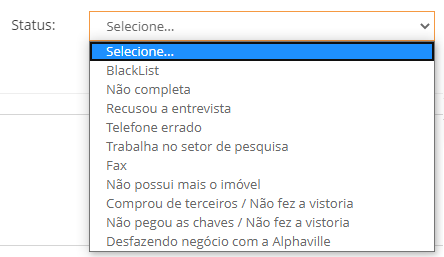 Status: Selecione...
Selecione...
BlackList
Não completa
Recusou a entrevista
Telefone errado
Trabalha no setor de pesquisa
Fax
Não possui mais o imóvel
Comprou de terceiros / Não fez a vistoria
Não pegou as chaves / Não fez a vistoria
Desfazendo negócio com a Alphaville